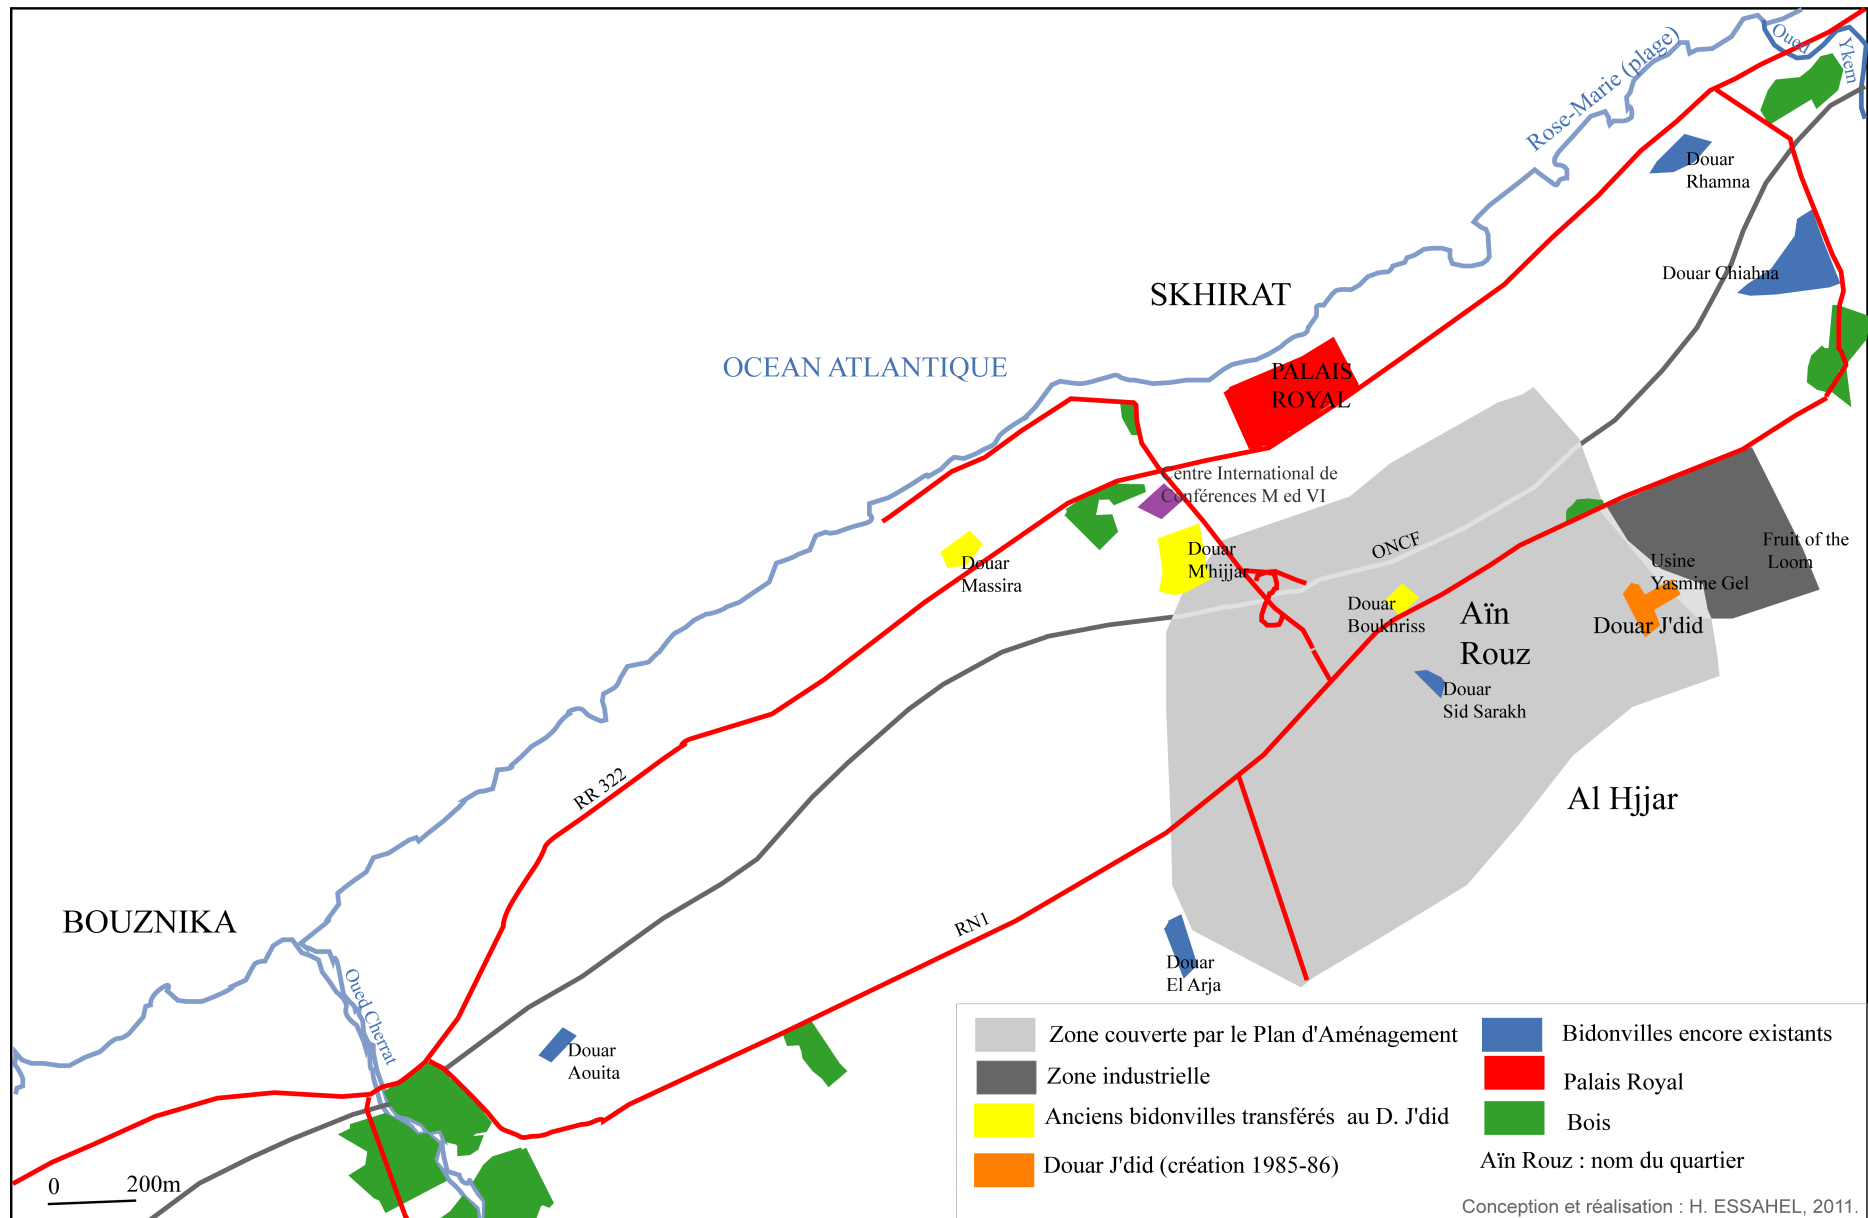 Oued
Ykem
Rose-Marie (plage)
Douar
Rhamna
Douar Chiahna
SKHIRAT
OCEAN ATLANTIQUE
PALAIS
ROYAL
Centre International de
Conférences M ed VI
Douar
Massira
Douar
M'hijjar
ONCF
Fruit of the
Loom
Usine
Yasmine Gel
Douar
Boukhriss
Aïn
Rouz
Douar J'did
Douar
Sid Sarakh
RR 322
Al Hjjar
BOUZNIKA
RN1
Oued Cherrat
Douar
El Arja
Douar
Aouita
0 200m
Zone couverte par le Plan d'Aménagement
Zone industrielle
Anciens bidonvilles transférés au D. J'did
Douar J'did (création 1985-86)
Bidonvilles encore existants
Palais Royal
Bois
Aïn Rouz : nom du quartier
Conception et réalisation : H. ESSAHEL, 2011.